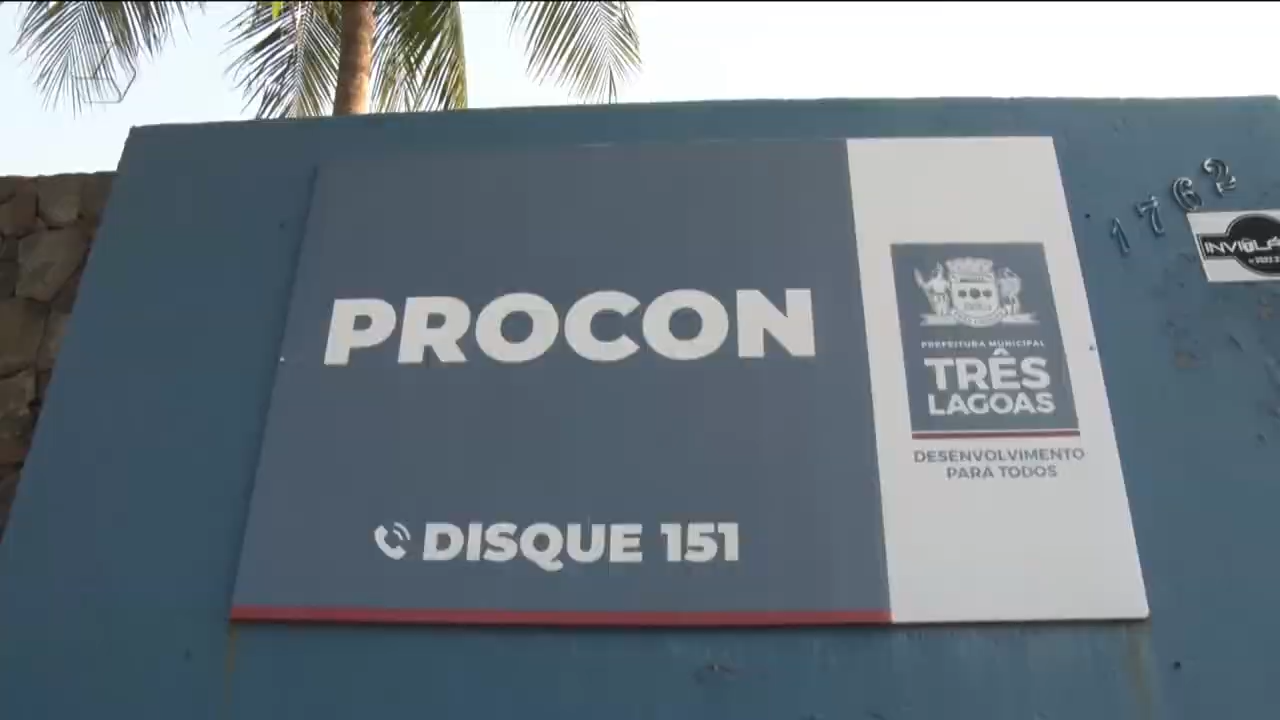 PROCON
DISQUE 151
PREFEITURA MUNICIPAL
TRÊS
LAGOAS
DESENVOLVIMENTO
PARA TODOS
1762